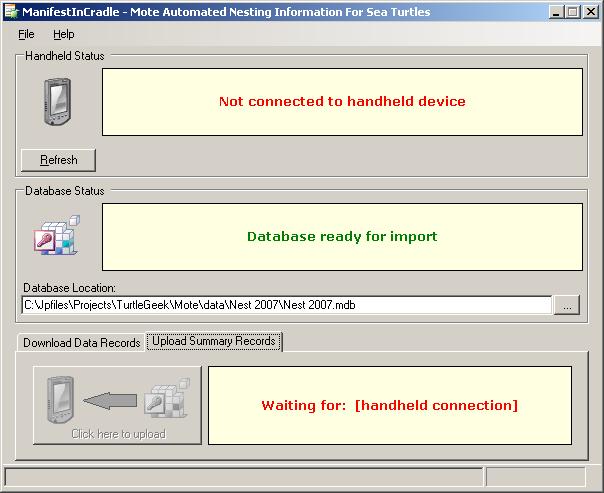 ManifestInCradle - Mote Automated Nesting Information For Sea Turtles
File Help
Handheld Status
Not connected to handheld device
Refresh
Database Status
Database ready for import
Database Location:
C:\Jpfiles\Projects\TurtleGeek\Mote\data\Nest 2007\Nest 2007.mdb
...
Download Data Records Upload Summary Records
Click here to upload
Waiting for: [handheld connection]